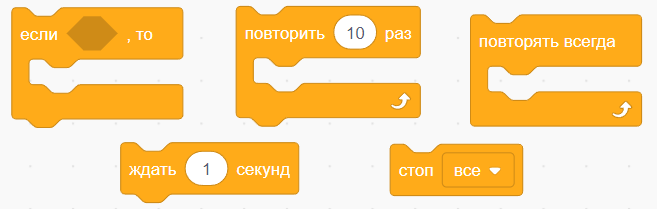 если , то
повторить 10 раз
повторять всегда
ждать 1 секунд
стоп все